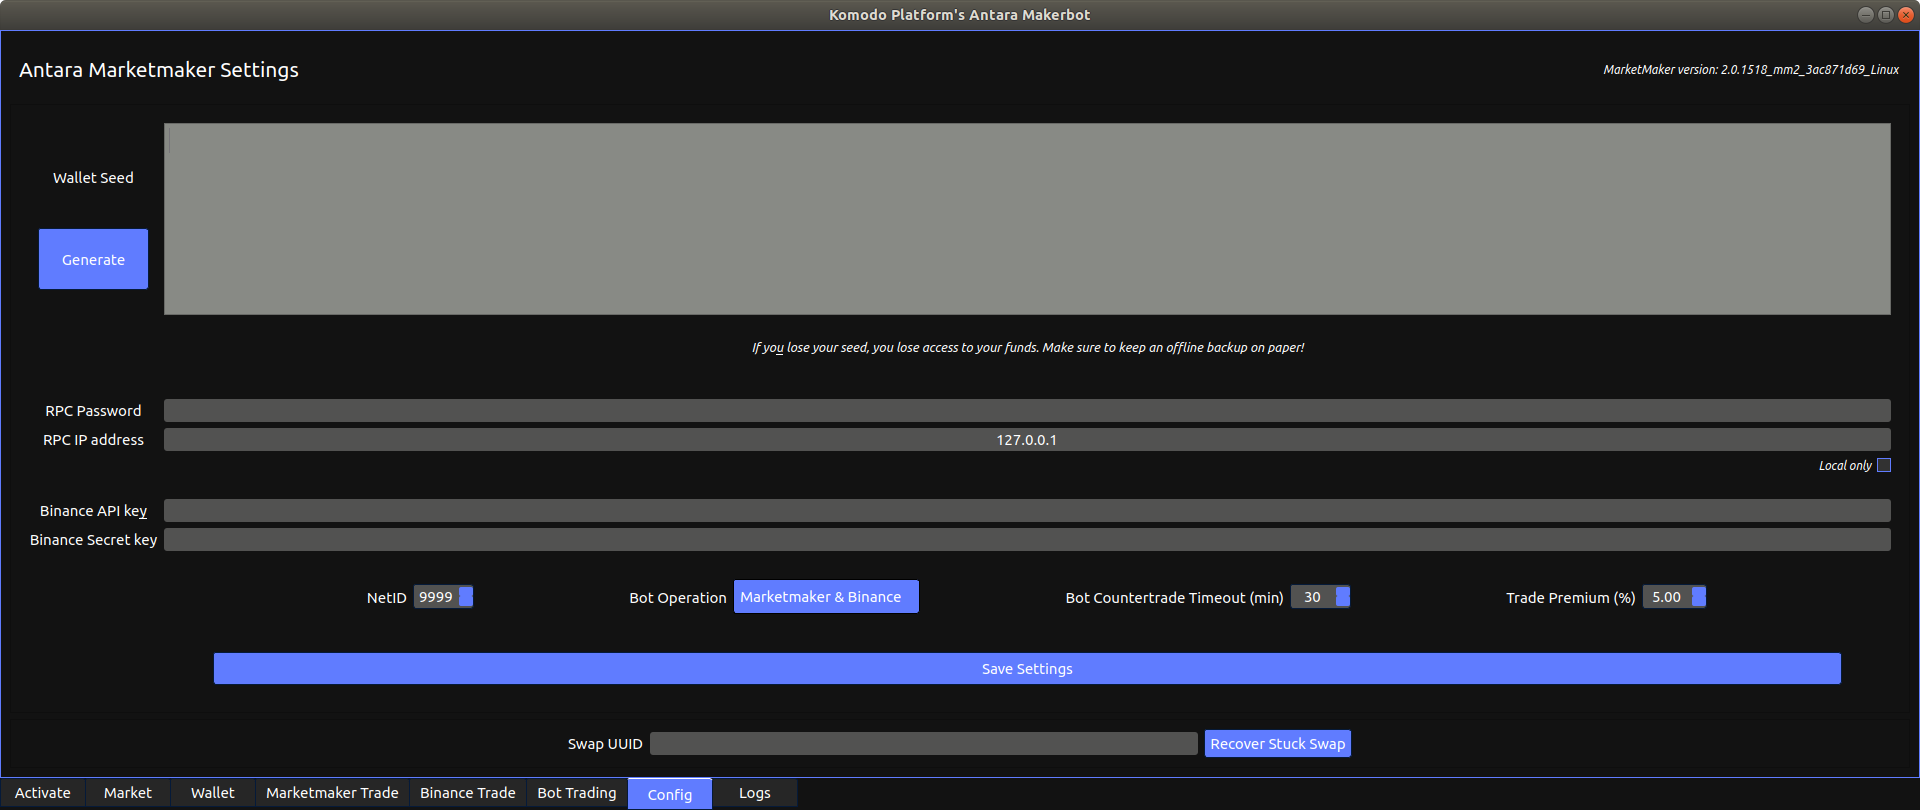 Komodo Platform's Antara Makerbot
Antara Marketmaker Settings
MarketMaker version: 2.0.1518_mm2_3ac871d69_Linux
Wallet Seed
Generate
If you lose your seed, you lose access to your funds. Make sure to keep an offline backup on paper!
RPC Password
RPC IP address 127.0.0.1
Local only
Binance API key
Binance Secret key
NetID 9999 Bot Operation Marketmaker & Binance Bot Countertrade Timeout (min) 30 Trade Premium (%) 5.00
Save Settings
Swap UUID Recover Stuck Swap
Activate Market Wallet Marketmaker Trade Binance Trade Bot Trading Config Logs